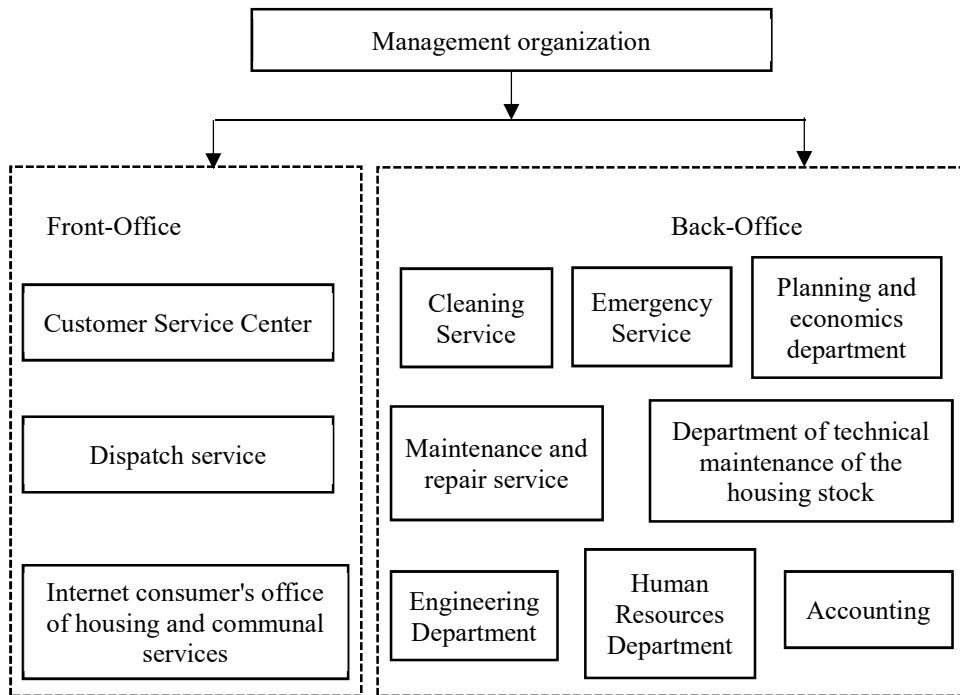 Management organization
Front-Office
Customer Service Center
Dispatch service
Internet consumer's office
of housing and communal
services
Back-Office
Cleaning
Service
Emergency
Service
Planning and
economics
department
Maintenance and
repair service
Department of technical
maintenance of the
housing stock
Engineering
Department
Human
Resources
Department
Accounting